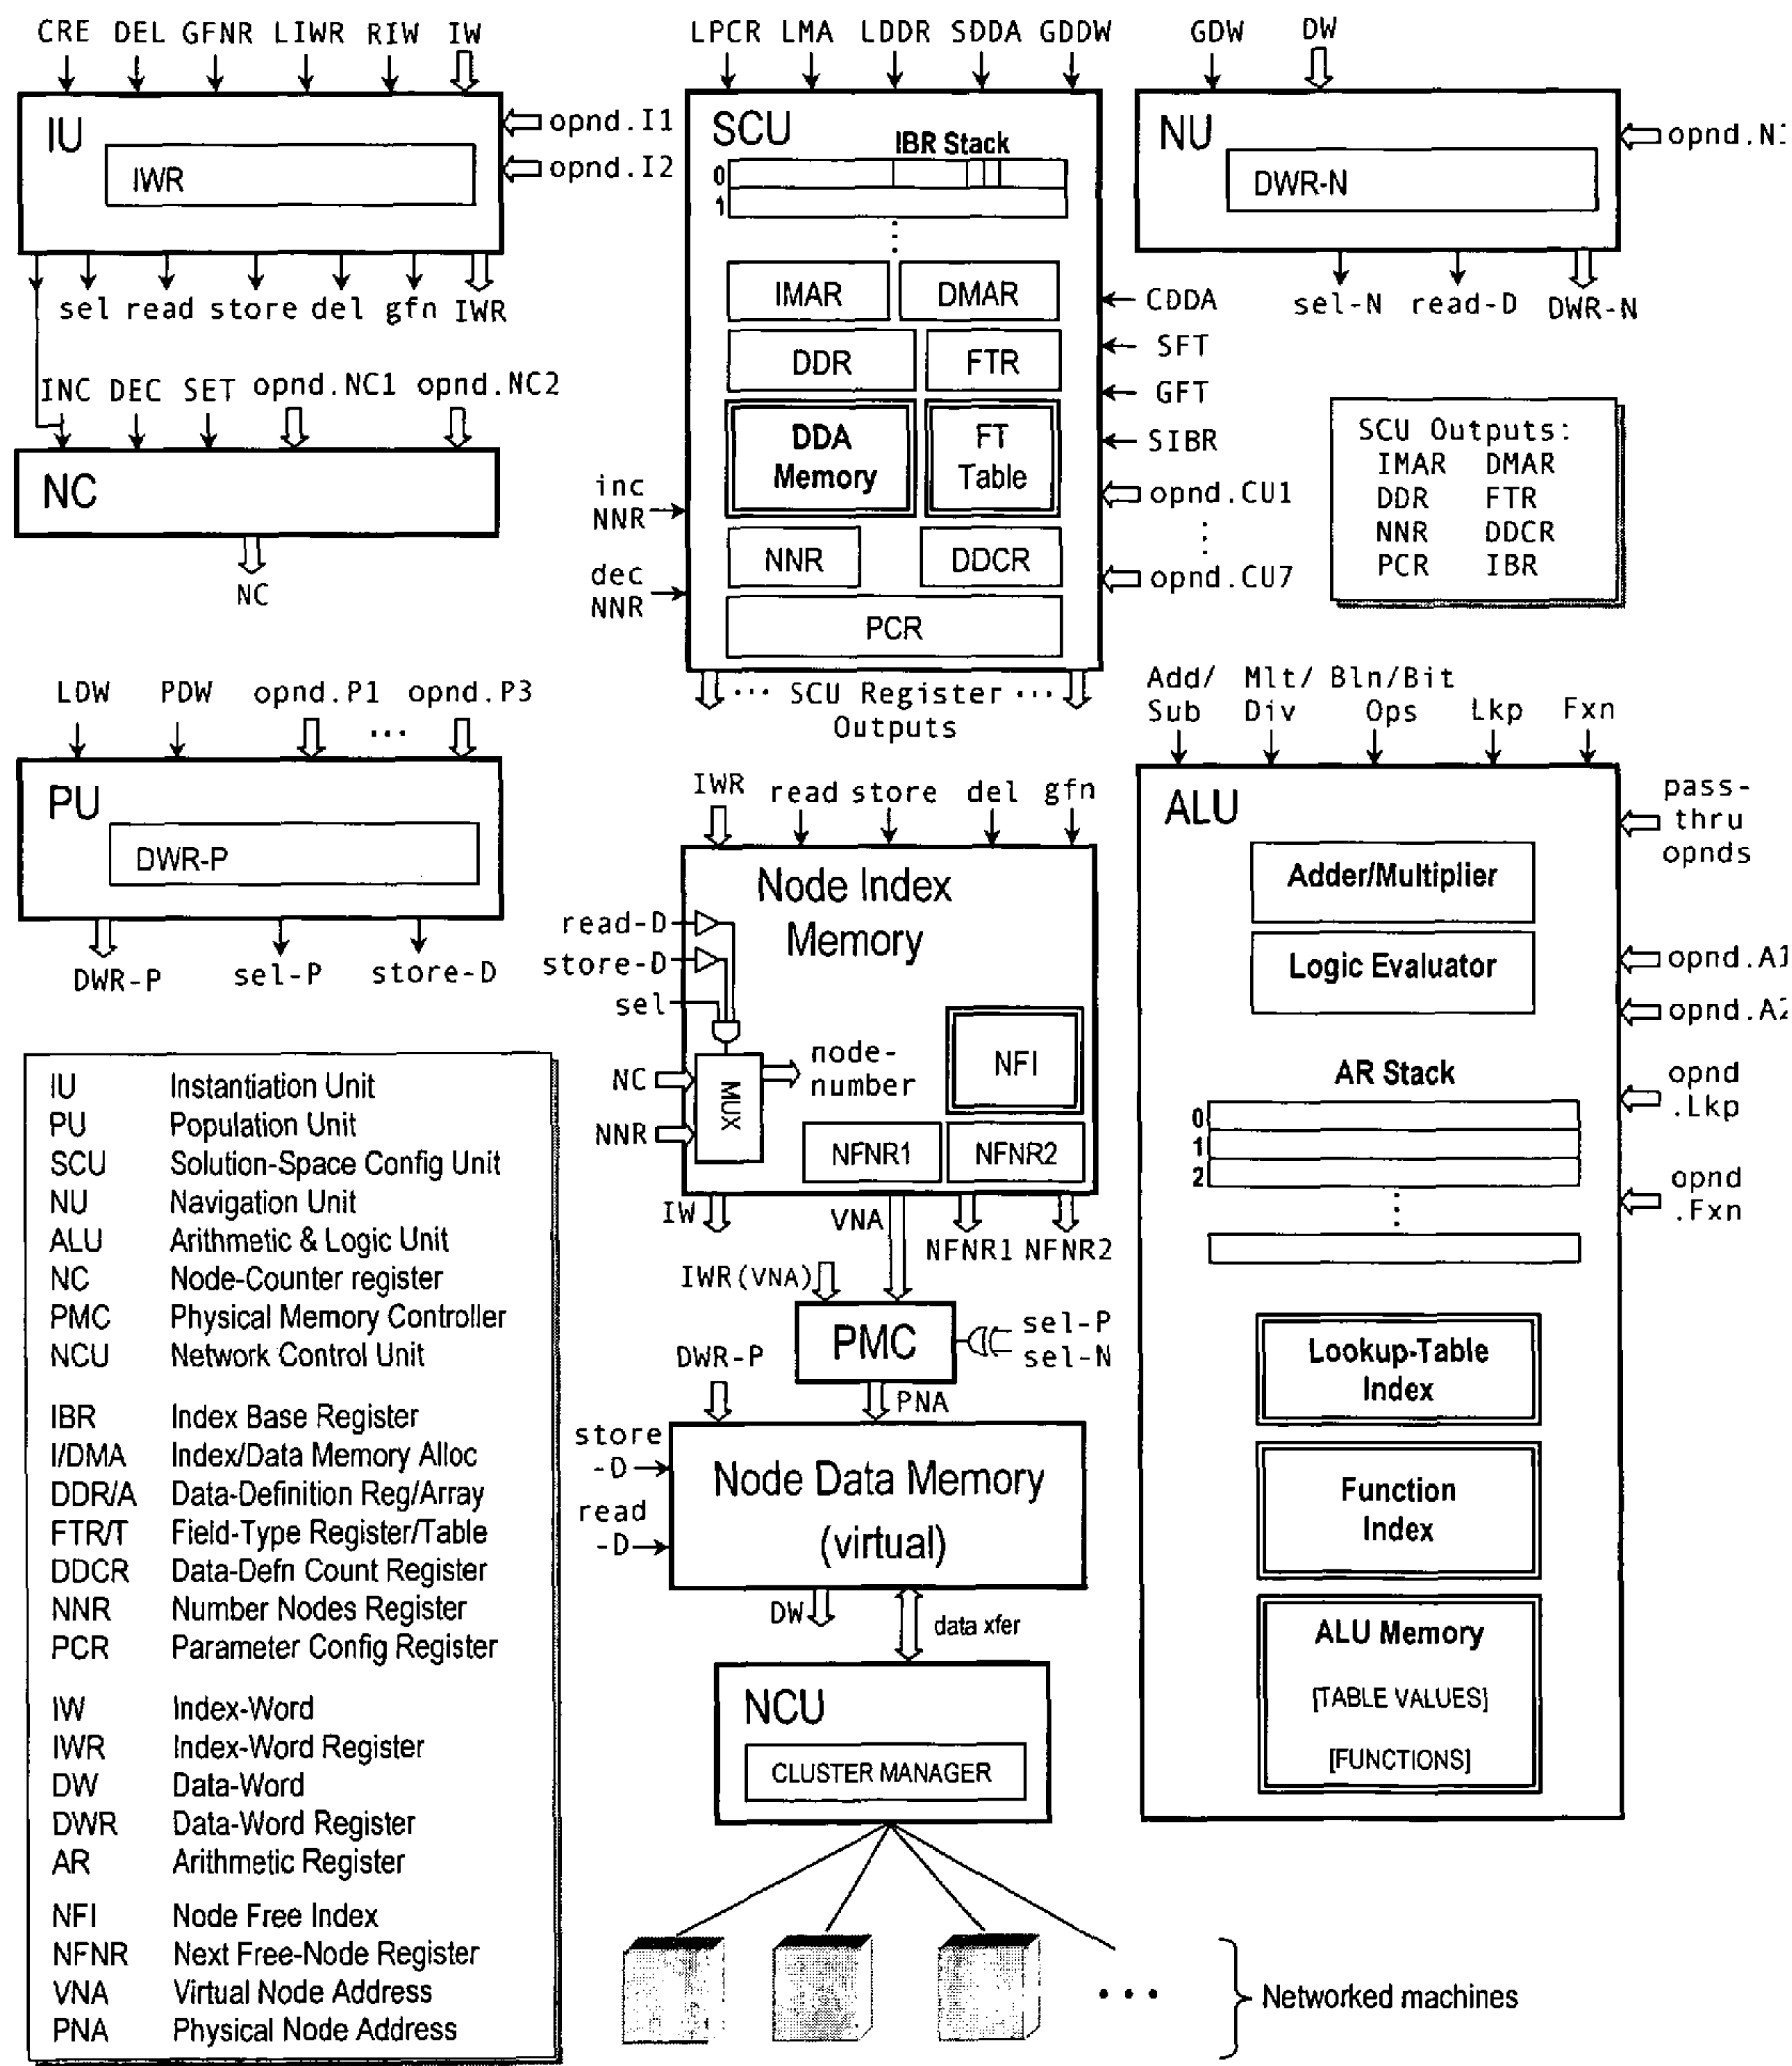 CRE DEL GFNR LIWR RIW IW
IU
IWR
opnd.I1
opnd.I2
sel read store del gfn IWR
INC DEC SET opnd.NC1 opnd.NC2
NC
NC
LDW PDW opnd.P1 ... opnd.P3
PU
DWR-P
DWR-P sel-P store-D
LPCR LMA LDDR SDDA GDDW
SCU
IBR Stack
0
1
IMAR DMAR
DDR FTR
DDA
Memory
FT
Table
NNR DDCR
PCR
inc
NNR
dec
NNR
CDDA
SFT
GFT
SIBR
opnd.CU1
opnd.CU7
... SCU Register ...
Outputs
GDW DW
NU
DWR-N
sel-N read-D DWR-N
SCU Outputs:
IMAR DMAR
DDR FTR
NNR DDCR
PCR IBR
IWR read store del gfn
Node Index
Memory
read-D
store-D
sel
NC
NNR
MUX
node-
number
NFI
NFNR1 NFNR2
IW VNA NFNR1 NFNR2
IWR(VNA)
PMC
sel-P
sel-N
DWR-P
PNA
store
-D
read
-D
Node Data Memory
(virtual)
DW
data xfer
NCU
CLUSTER MANAGER
...
Networked machines
Add/
Sub
Mlt/
Div
Bln/Bit
Ops
Lkp Fxn
ALU
pass-
thru
opnds
Adder/Multiplier
Logic Evaluator
opnd.A1
AR Stack
0
1
2
opnd
.Lkp
opnd
.Fxn
Lookup-Table
Index
Function
Index
ALU Memory
[TABLE VALUES]
[FUNCTIONS]
IU Instantiation Unit
PU Population Unit
SCU Solution-Space Config Unit
NU Navigation Unit
ALU Arithmetic & Logic Unit
NC Node-Counter register
PMC Physical Memory Controller
NCU Network Control Unit
IBR Index Base Register
I/DMA Index/Data Memory Alloc
DDR/A Data-Definition Reg/Array
FTR/T Field-Type Register/Table
DDCR Data-Defn Count Register
NNR Number Nodes Register
PCR Parameter Config Register
IW Index-Word
IWR Index-Word Register
DW Data-Word
DWR Data-Word Register
AR Arithmetic Register
NFI Node Free Index
NFNR Next Free-Node Register
VNA Virtual Node Address
PNA Physical Node Address